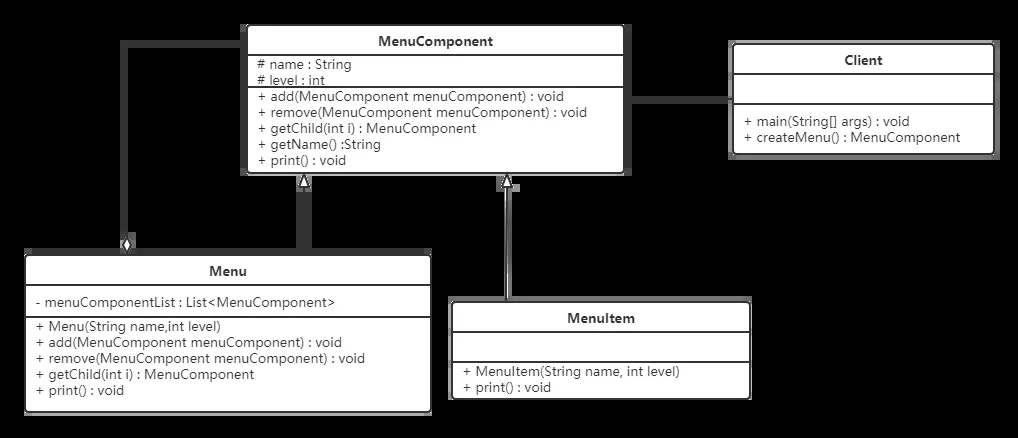 MenuComponent
# name : String
# level : int
+ add(MenuComponent menuComponent) : void
+ remove(MenuComponent menuComponent) : void
+ getChild(int i) : MenuComponent
+ getName() :String
+ print() : void
Client
+ main(String[] args) : void
+ createMenu() : MenuComponent
Menu
- menuComponentList : List<MenuComponent>
+ Menu(String name,int level)
+ add(MenuComponent menuComponent) : void
+ remove(MenuComponent menuComponent) : void
+ getChild(int i) : MenuComponent
+ print() : void
MenuItem
+ MenuItem(String name, int level)
+ print() : void